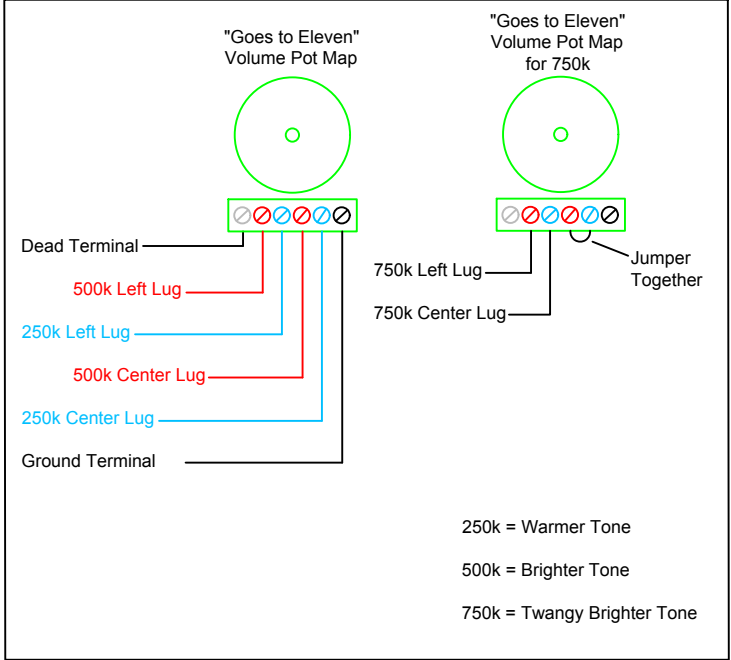 "Goes to Eleven"
Volume Pot Map
"Goes to Eleven"
Volume Pot Map
for 750k
Dead Terminal
500k Left Lug
250k Left Lug
500k Center Lug
250k Center Lug
Ground Terminal
750k Left Lug
750k Center Lug
Jumper
Together
250k = Warmer Tone
500k = Brighter Tone
750k = Twangy Brighter Tone